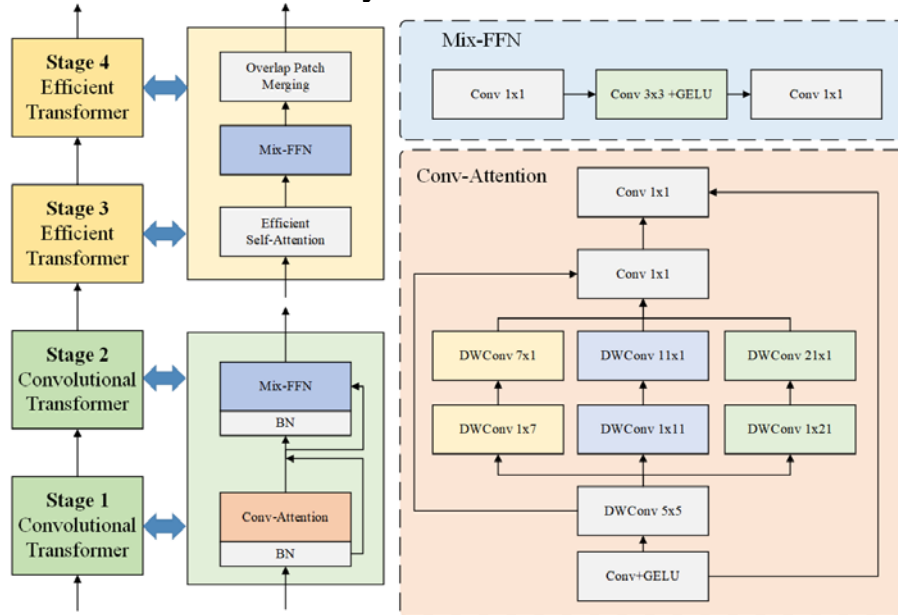 Stage 4
Efficient
Transformer
Stage 3
Efficient
Transformer
Stage 2
Convolutional
Transformer
Stage 1
Convolutional
Transformer
Overlap Patch
Merging
Mix-FFN
Efficient
Self-Attention
Mix-FFN
BN
Conv-Attention
BN
Mix-FFN
Conv 1x1
Conv 3x3 +GELU
Conv 1x1
Conv-Attention
Conv 1x1
Conv 1x1
DWConv 7x1
DWConv 11x1
DWConv 21x1
DWConv 1x7
DWConv 1x11
DWConv 1x21
DWConv 5x5
Conv+GELU